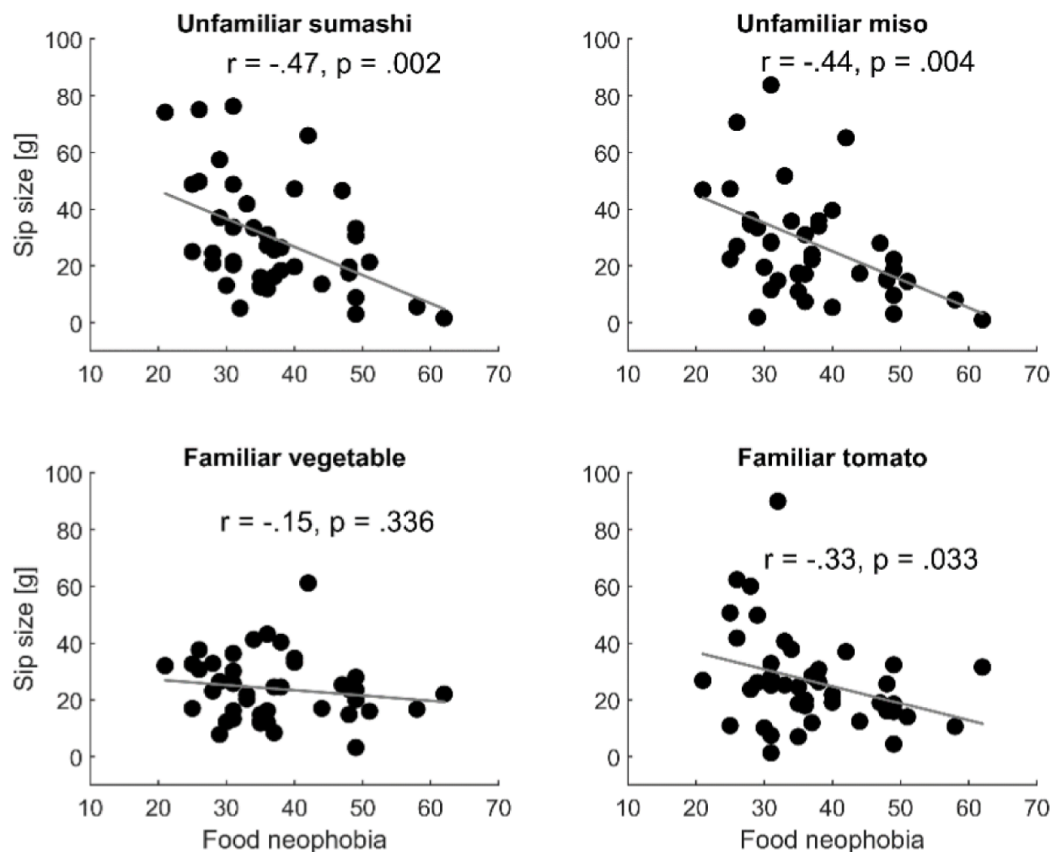 Unfamiliar sumashi
r = -.47, p = .002
Sip size [g]
100
80
60
40
20
0
10 20 30 40 50 60 70
Unfamiliar miso
r = -.44, p = .004
100
80
60
40
20
0
10 20 30 40 50 60 70
Familiar vegetable
r = -.15, p = .336
Sip size [g]
100
80
60
40
20
0
10 20 30 40 50 60 70
Food neophobia
Familiar tomato
r = -.33, p = .033
100
80
60
40
20
0
10 20 30 40 50 60 70
Food neophobia